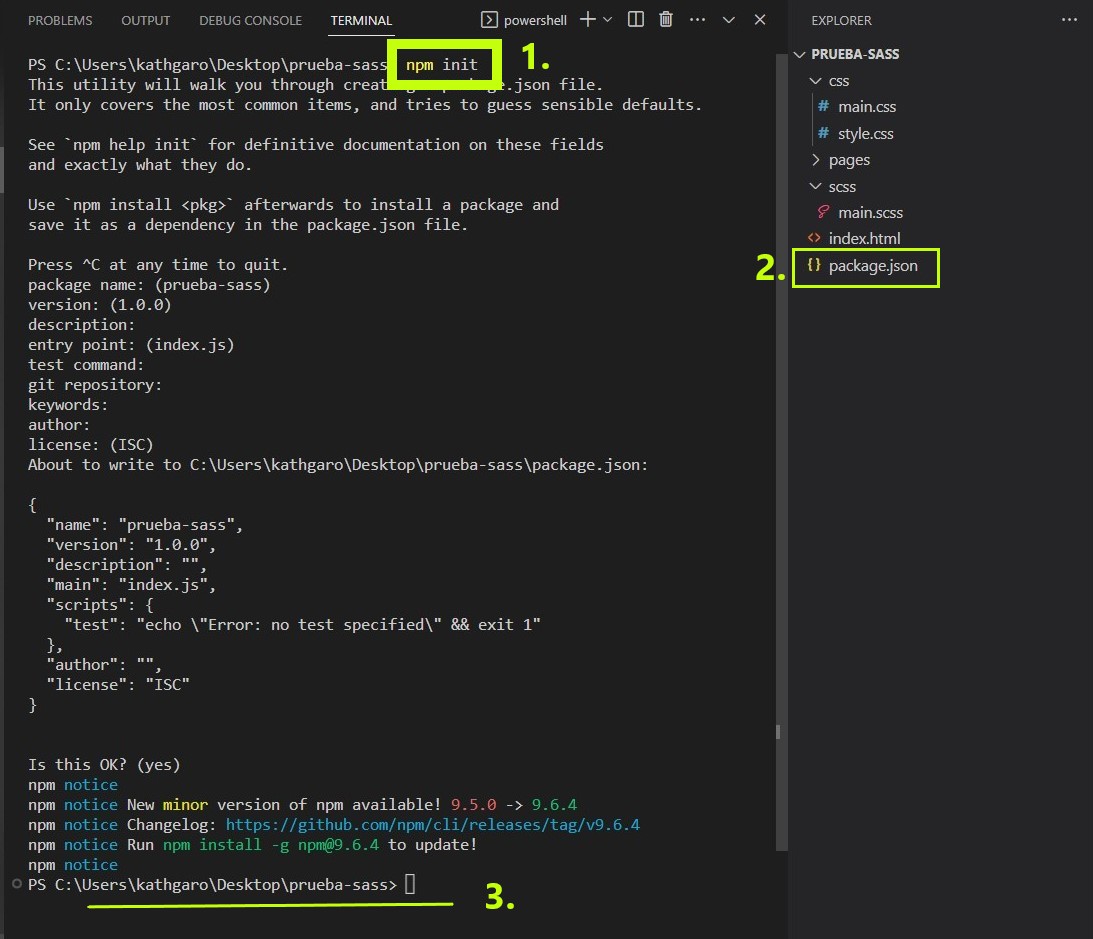 PROBLEMS OUTPUT DEBUG CONSOLE TERMINAL powershell
PS C:\Users\kathgaro\Desktop\prueba-sass npm init 1.
This utility will walk you through package.json file.
It only covers the most common items, and tries to guess sensible defaults.
See `npm help init` for definitive documentation on these fields
and exactly what they do.
Use `npm install <pkg>` afterwards to install a package and
save it as a dependency in the package.json file.
Press ^C at any time to quit.
package name: (prueba-sass)
version: (1.0.0)
description:
entry point: (index.js)
test command:
git repository:
keywords:
author:
license: (ISC)
About to write to C:\Users\kathgaro\Desktop\prueba-sass\package.json:
{
"name": "prueba-sass",
"version": "1.0.0",
"description": "",
"main": "index.js",
"scripts": {
"test": "echo \"Error: no test specified\" && exit 1"
},
"author": "",
"license": "ISC"
}
Is this OK? (yes)
npm notice
npm notice New minor version of npm available! 9.5.0 -> 9.6.4
npm notice Changelog: https://github.com/npm/cli/releases/tag/v9.6.4
npm notice Run npm install -g npm@9.6.4 to update!
npm notice
PS C:\Users\kathgaro\Desktop\prueba-sass>
3.
EXPLORER
PRUEBA-SASS
css
# main.css
# style.css
pages
scss
main.scss
<> index.html
2. {} package.json